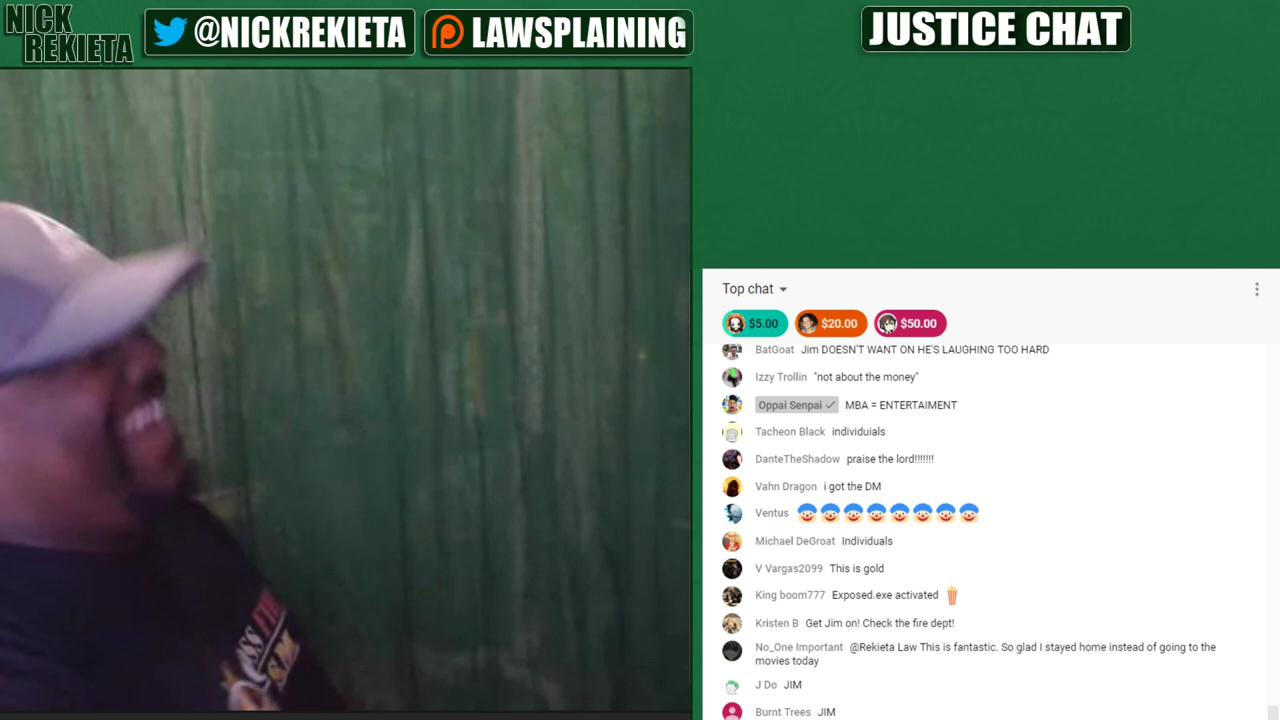 NICK
REKIETA
@NICKREKIETA
LAWSPLAINING
JUSTICE CHAT
Top chat
$5.00
$20.00
$50.00
BatGoat Jim DOESN'T WANT ON HE'S LAUGHING TOO HARD
Izzy Trollin "not about the money"
Oppai Senpai MBA = ENTERTAIMENT
Tacheon Black individuials
DanteTheShadow praise the lord!!!!!!!
Vahn Dragon i got the DM
Ventus
Michael DeGroat Individuals
V Vargas2099 This is gold
King boom777 Exposed.exe activated
Kristen B Get Jim on! Check the fire dept!
No_One Important @Rekieta Law This is fantastic. So glad I stayed home instead of going to the
movies today
J Do JIM
Burnt Trees JIM